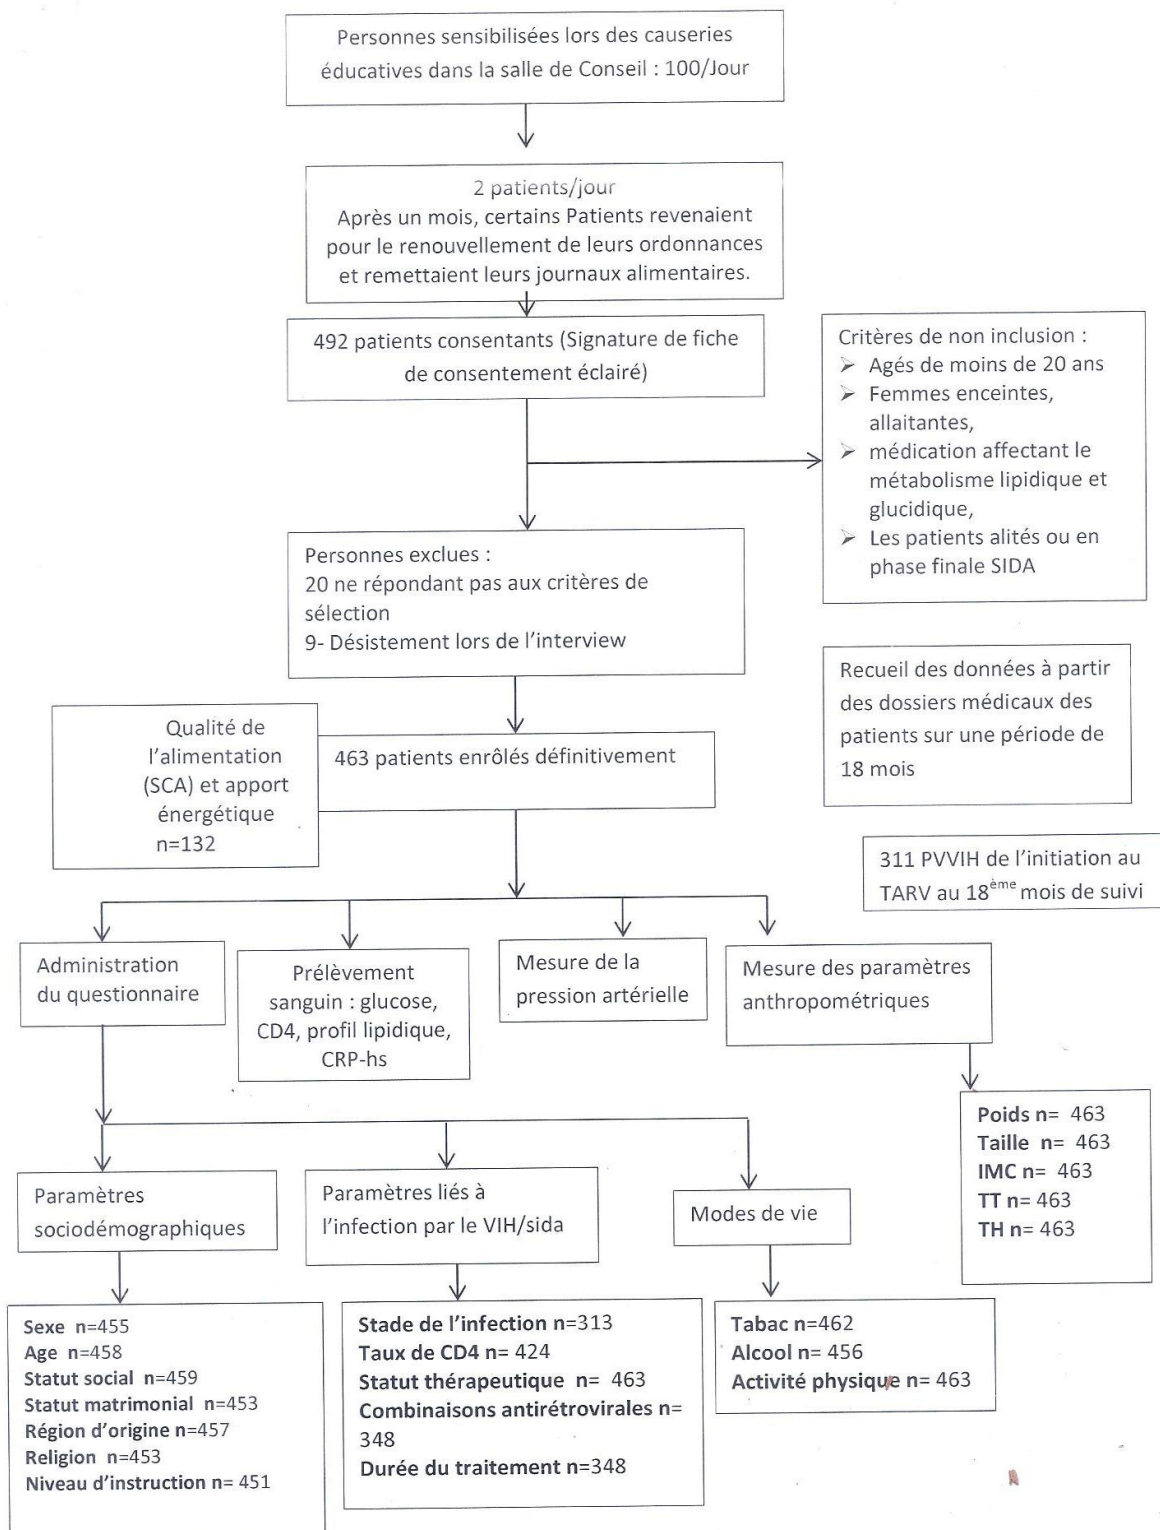 Personnes sensibilisées lors des causeries
éducatives dans la salle de Conseil : 100/Jour
2 patients/jour
Après un mois, certains Patients revenaient
pour le renouvellement de leurs ordonnances
et remettaient leurs journaux alimentaires.
492 patients consentants (Signature de fiche
de consentement éclairé)
Critères de non inclusion :
➢ Agés de moins de 20 ans
➢ Femmes enceintes,
allaitantes,
➢ médication affectant le
métabolisme lipidique et
glucidique,
➢ Les patients alités ou en
phase finale SIDA
Personnes exclues :
20 ne répondant pas aux critères de
sélection
9- Désistement lors de l'interview
Recueil des données à partir
des dossiers médicaux des
patients sur une période de
18 mois
Qualité de
l'alimentation
(SCA) et apport
énergétique
n=132
463 patients enrôlés définitivement
311 PVVIH de l'initiation au
TARV au 18ème mois de suivi
Administration
du questionnaire
Prélèvement
sanguin : glucose,
CD4, profil lipidique,
CRP-hs
Mesure de la
pression artérielle
Mesure des paramètres
anthropométriques
Poids n= 463
Taille n= 463
IMC n= 463
TT n= 463
TH n= 463
Paramètres
sociodémographiques
Paramètres liés à
l'infection par le VIH/sida
Modes de vie
Sexe n=455
Age n=458
Statut social n=459
Statut matrimonial n=453
Région d'origine n=457
Religion n=453
Niveau d'instruction n= 451
Stade de l'infection n=313
Taux de CD4 n= 424
Statut thérapeutique n= 463
Combinaisons antirétrovirales n=
348
Durée du traitement n=348
Tabac n=462
Alcool n= 456
Activité physique n= 463